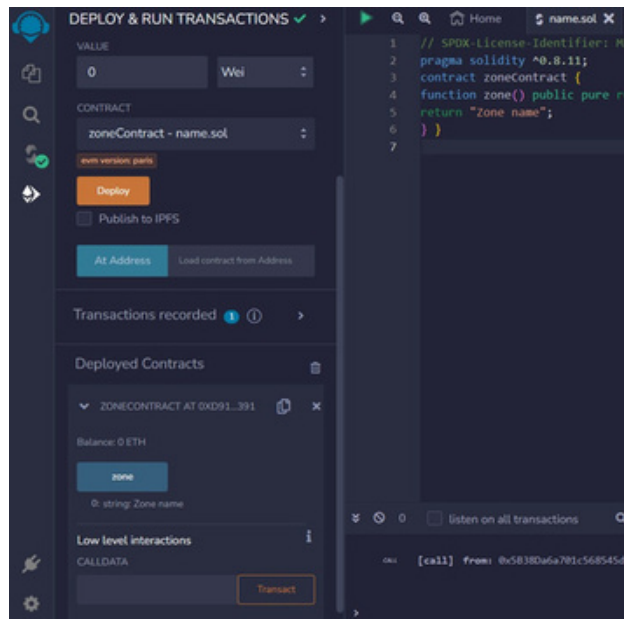 DEPLOY & RUN TRANSACTIONS
VALUE
0 Wei
CONTRACT
zoneContract - name.sol
evm version: paris
Deploy
Publish to IPFS
At Address Load contract from Address
Transactions recorded 1 i
Deployed Contracts
ZONECONTRACT AT 0XD91...391
Balance: 0 ETH
zone
0: string: Zone name
Low level interactions i
CALLDATA
Transact
Home name.sol
1 // SPDX-License-Identifier: M
2 pragma solidity ^0.8.11;
3 contract zoneContract {
4 function zone() public pure r
5 return "Zone name";
6 } }
7
0 listen on all transactions
CALL [call] from: 0x5B38Da6a701c568545d
>